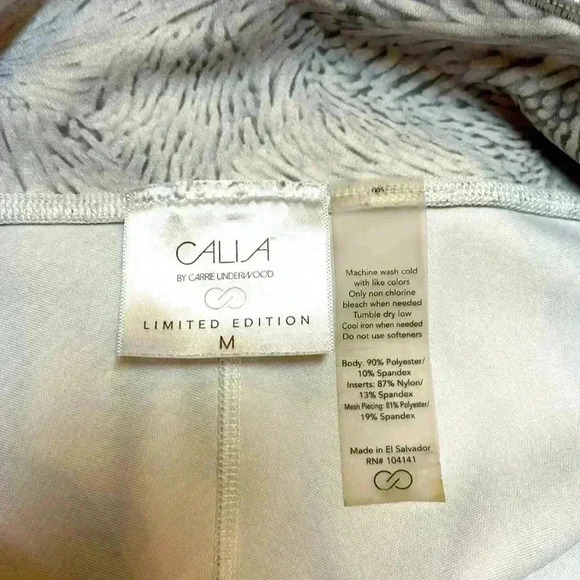 CALIA™
BY CARRIE UNDERWOOD
LIMITED EDITION
M
Machine wash cold
with like colors
Only non chlorine
bleach when needed
Tumble dry low
Cool iron when needed
Do not use softeners
Body: 90% Polyester/
10% Spandex
Inserts: 87% Nylon/
13% Spandex
Mesh Piecing: 81% Polyester/
19% Spandex
Made in El Salvador
RN# 104141